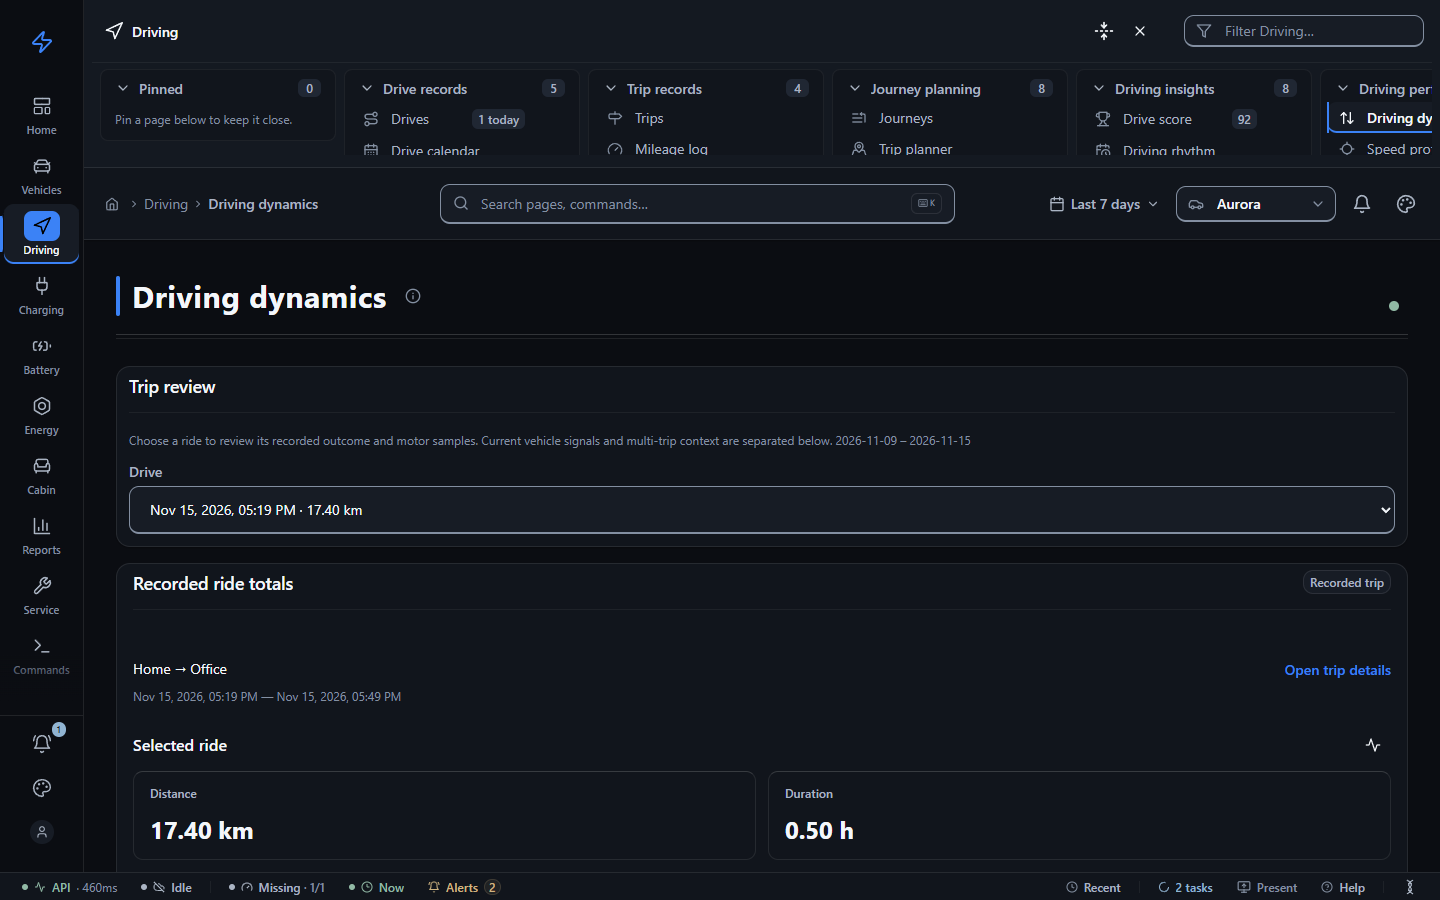 Driving
Filter Driving...
Pinned 0
Pin a page below to keep it close.
Drive records 5
Drives 1 today
Drive calendar
Trip records 4
Trips
Mileage log
Journey planning 8
Journeys
Trip planner
Driving insights 8
Drive score 92
Driving rhythm
Driving per
Driving dy
Speed pro
Home
Vehicles
Driving
Charging
Battery
Energy
Cabin
Reports
Service
Commands
1
Driving
Driving dynamics
Search pages, commands...
K
Last 7 days
Aurora
Driving dynamics
Trip review
Choose a ride to review its recorded outcome and motor samples. Current vehicle signals and multi-trip context are separated below. 2026-11-09 – 2026-11-15
Drive
Nov 15, 2026, 05:19 PM · 17.40 km
Recorded ride totals
Recorded trip
Home → Office
Open trip details
Nov 15, 2026, 05:19 PM — Nov 15, 2026, 05:49 PM
Selected ride
Distance
17.40 km
Duration
0.50 h
API · 460ms
Idle
Missing · 1/1
Now
Alerts 2
Recent
2 tasks
Present
Help